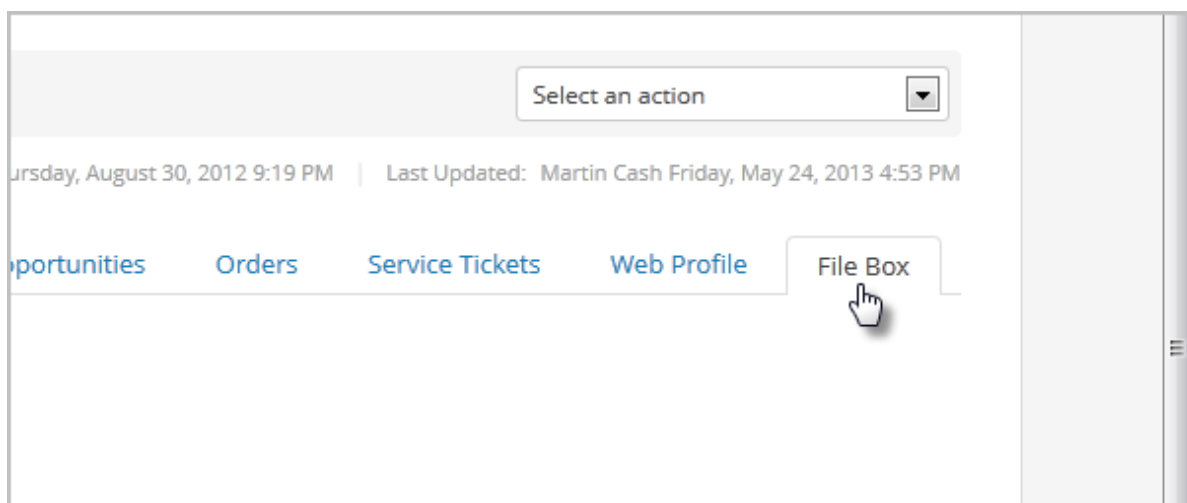 Select an action
ursday, August 30, 2012 9:19 PM | Last Updated: Martin Cash Friday, May 24, 2013 4:53 PM
pportunities Orders Service Tickets Web Profile File Box